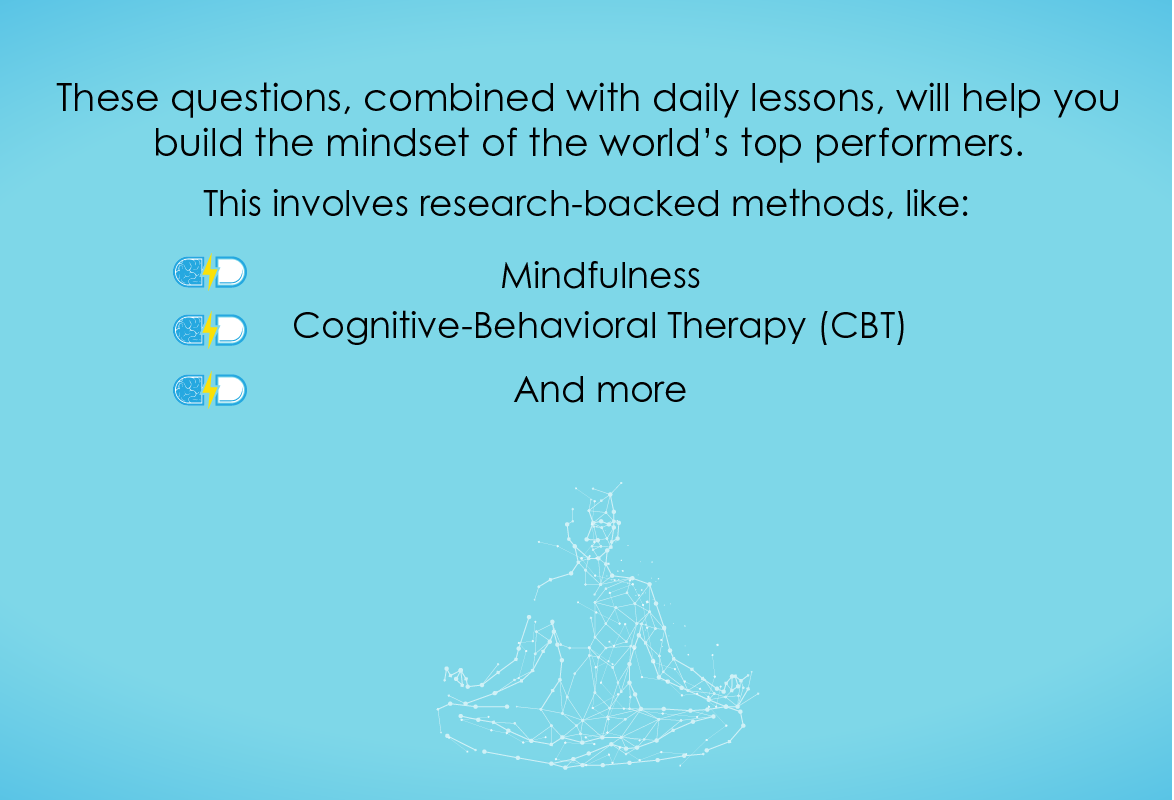 These questions, combined with daily lessons, will help you
build the mindset of the world’s top performers.
This involves research-backed methods, like:
Mindfulness
Cognitive-Behavioral Therapy (CBT)
And more